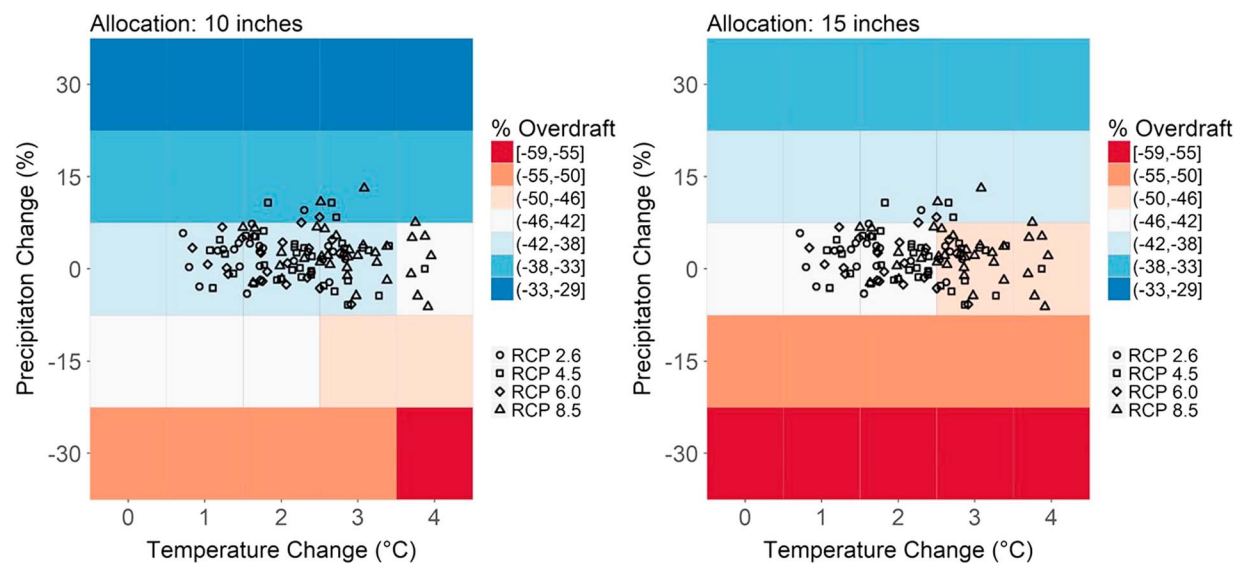 Allocation: 10 inches
Precipitaton Change (%)
30
15
0
-15
-30
0 1 2 3 4
Temperature Change (°C)
% Overdraft
[-59,-55]
(-55,-50]
(-50,-46]
(-46,-42]
(-42,-38]
(-38,-33]
(-33,-29]
RCP 2.6
RCP 4.5
RCP 6.0
RCP 8.5
Allocation: 15 inches
Precipitaton Change (%)
30
15
0
-15
-30
0 1 2 3 4
Temperature Change (°C)
% Overdraft
[-59,-55]
(-55,-50]
(-50,-46]
(-46,-42]
(-42,-38]
(-38,-33]
(-33,-29]
RCP 2.6
RCP 4.5
RCP 6.0
RCP 8.5